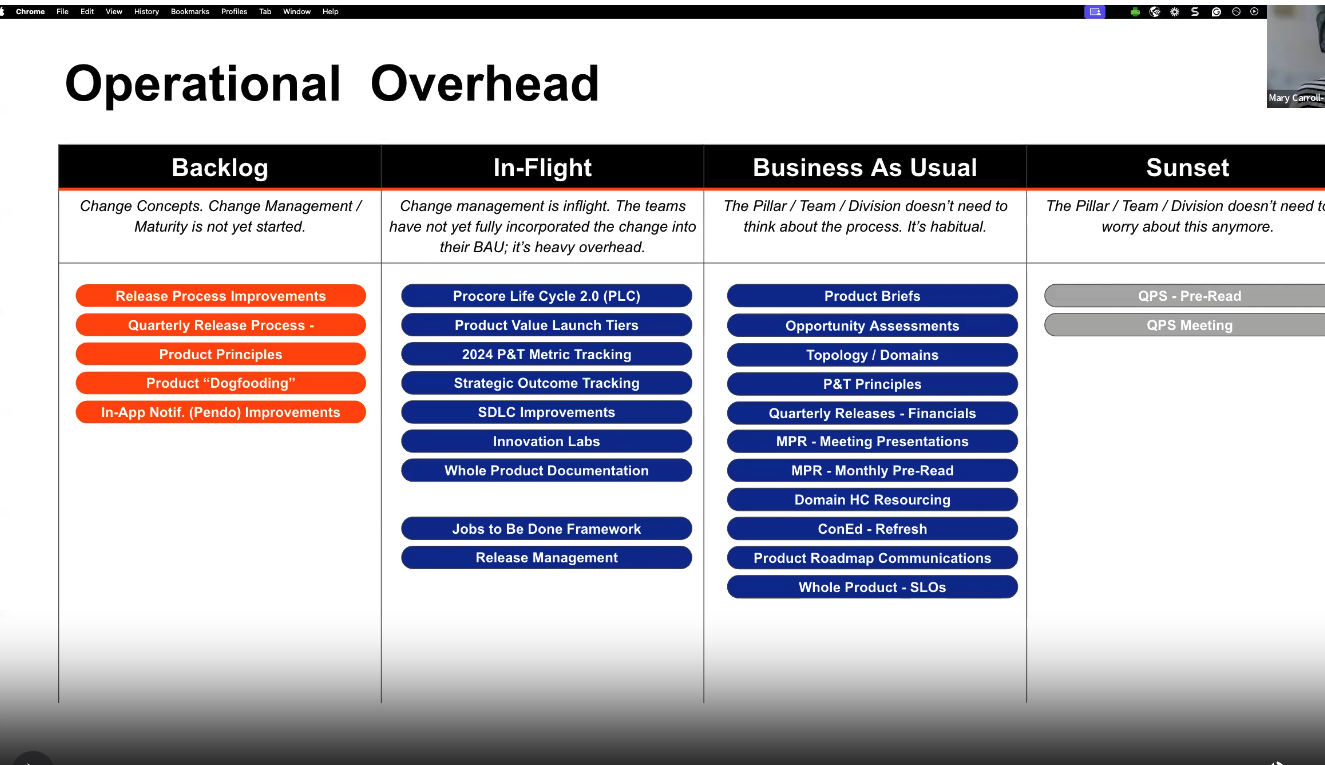 Chrome File Edit View History Bookmarks Profiles Tab Window Help
Mary Carroll-
Operational Overhead
Backlog
Change Concepts. Change Management /
Maturity is not yet started.
Release Process Improvements
Quarterly Release Process -
Product Principles
Product “Dogfooding”
In-App Notif. (Pendo) Improvements
In-Flight
Change management is inflight. The teams
have not yet fully incorporated the change into
their BAU; it’s heavy overhead.
Procore Life Cycle 2.0 (PLC)
Product Value Launch Tiers
2024 P&T Metric Tracking
Strategic Outcome Tracking
SDLC Improvements
Innovation Labs
Whole Product Documentation
Jobs to Be Done Framework
Release Management
Business As Usual
The Pillar / Team / Division doesn’t need to
think about the process. It’s habitual.
Product Briefs
Opportunity Assessments
Topology / Domains
P&T Principles
Quarterly Releases - Financials
MPR - Meeting Presentations
MPR - Monthly Pre-Read
Domain HC Resourcing
ConEd - Refresh
Product Roadmap Communications
Whole Product - SLOs
Sunset
The Pillar / Team / Division doesn’t need to
worry about this anymore.
QPS - Pre-Read
QPS Meeting